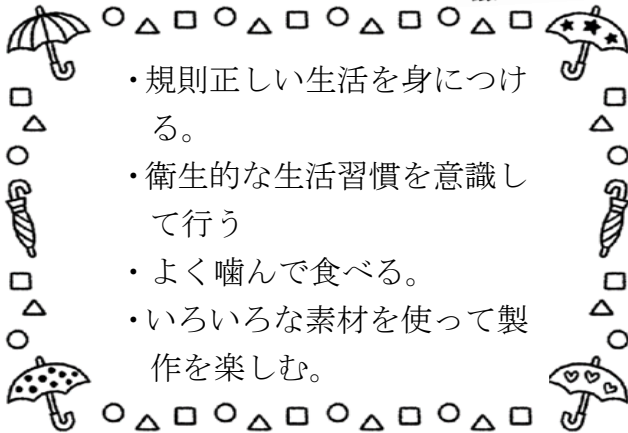 ・規則正しい生活を身につけ
る。
・衛生的な生活習慣を意識し
て行う
・よく噛んで食べる。
・いろいろな素材を使って製
作を楽しむ。